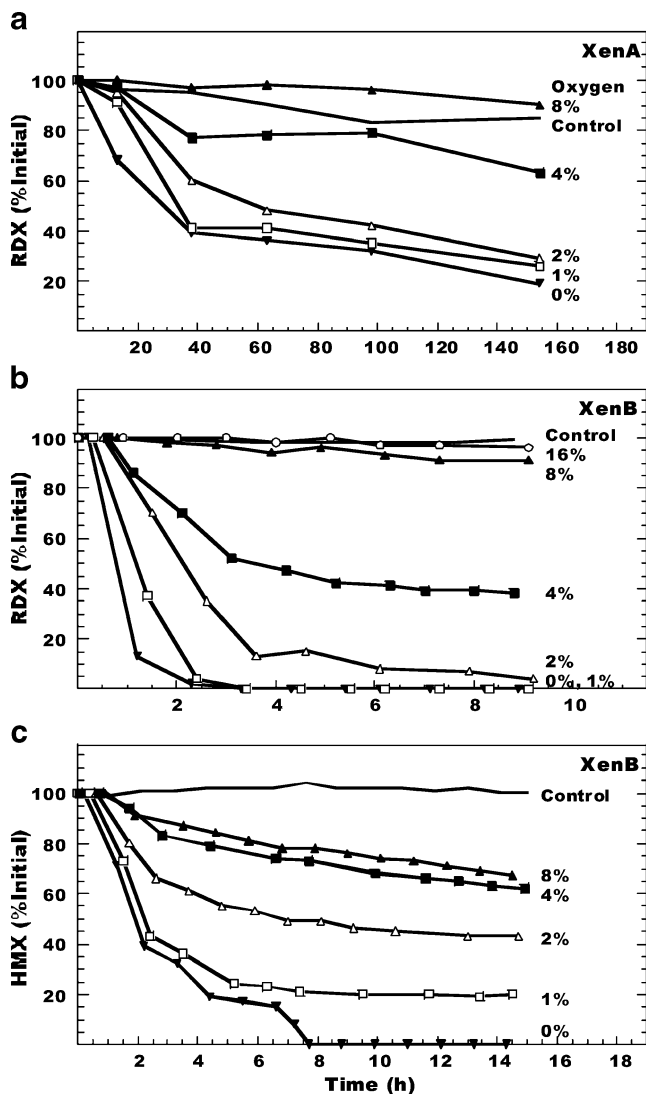 a
XenA
100
80
60
40
20
RDX (%Initial)
Oxygen
8%
Control
4%
2%
1%
0%
20 40 60 80 100 120 140 160 180
b
XenB
100
80
60
40
20
RDX (%Initial)
Control
16%
8%
4%
2%
0%, 1%
2 4 6 8 10
c
XenB
100
80
60
40
20
HMX (%Initial)
Control
8%
4%
2%
1%
0%
2 4 6 8 10 12 14 16 18
Time (h)